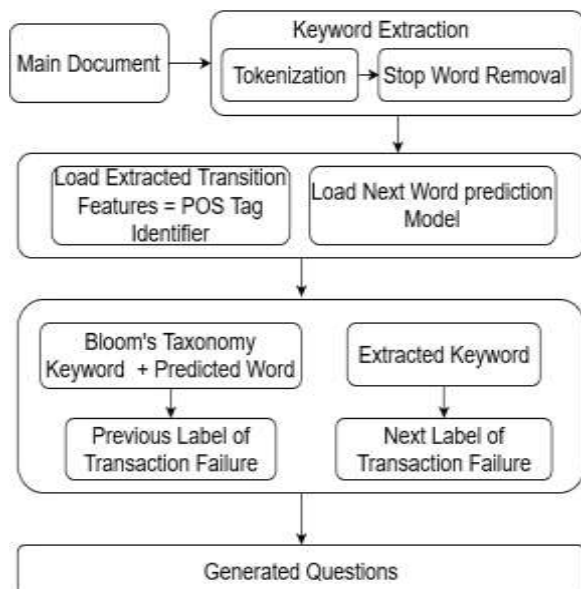 Main Document
Keyword Extraction
Tokenization
Stop Word Removal
Load Extracted Transition
Features = POS Tag
Identifier
Load Next Word prediction
Model
Bloom's Taxonomy
Keyword + Predicted Word
Extracted Keyword
Previous Label of
Transaction Failure
Next Label of
Transaction Failure
Generated Questions